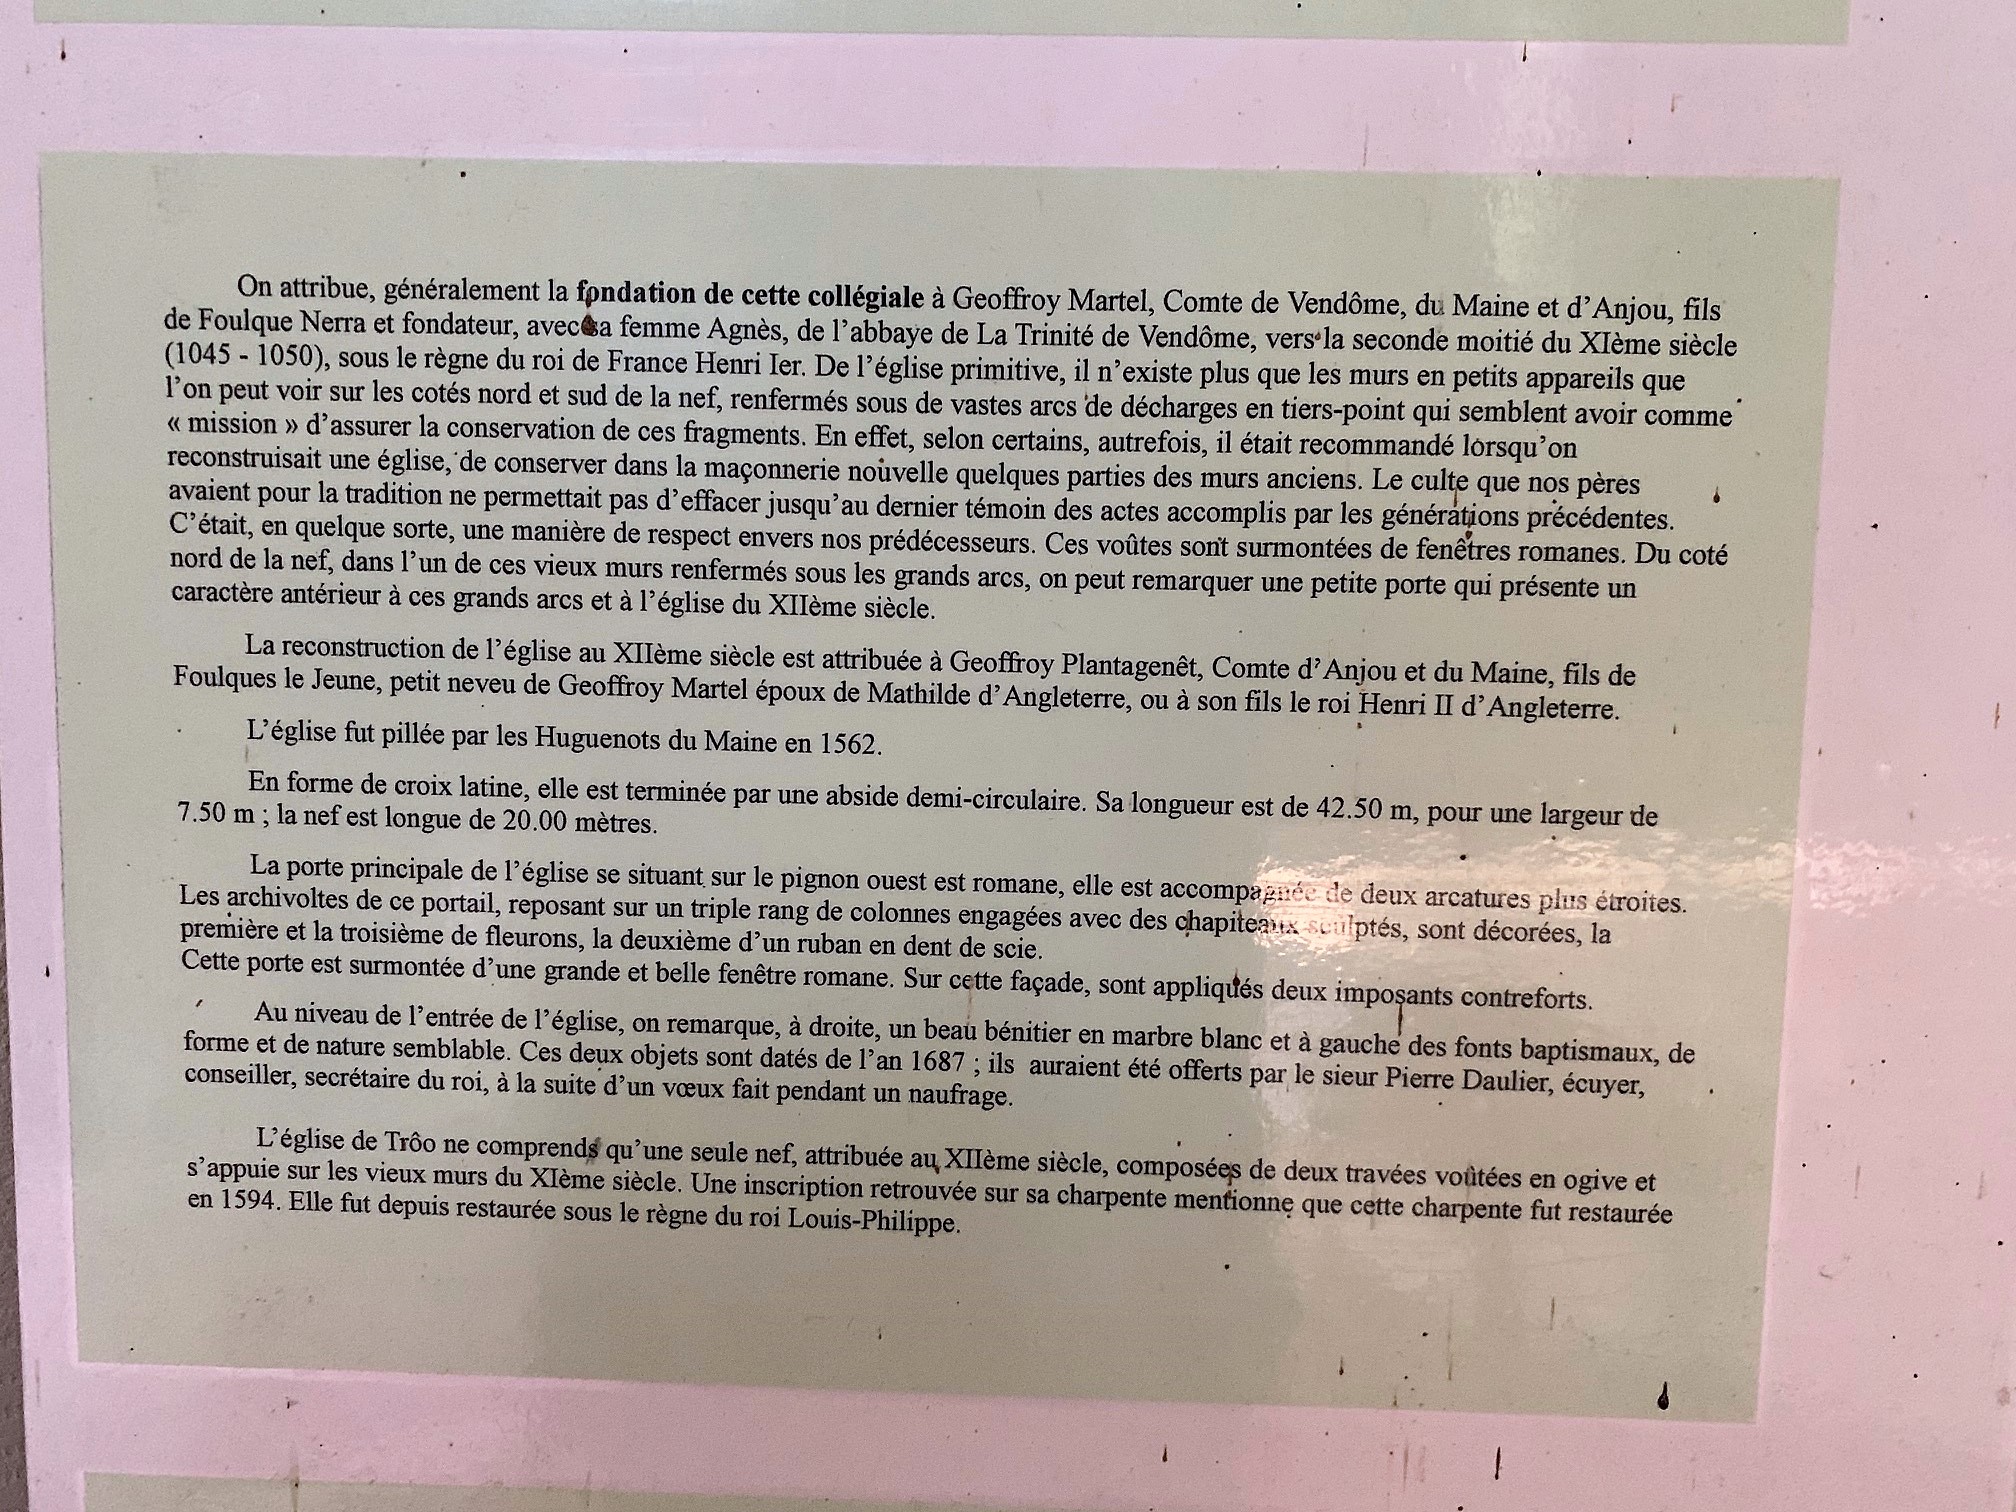 On attribue, généralement la fondation de cette collégiale à Geoffroy Martel, Comte de Vendôme, du Maine et d’Anjou, fils
de Foulque Nerra et fondateur, avec sa femme Agnès, de l’abbaye de La Trinité de Vendôme, vers la seconde moitié du XIème siècle
(1045 - 1050), sous le règne du roi de France Henri Ier. De l’église primitive, il n’existe plus que les murs en petits appareils que
l’on peut voir sur les cotés nord et sud de la nef, renfermés sous de vastes arcs de décharges en tiers-point qui semblent avoir comme
« mission » d’assurer la conservation de ces fragments. En effet, selon certains, autrefois, il était recommandé lorsqu’on
reconstruisait une église, de conserver dans la maçonnerie nouvelle quelques parties des murs anciens. Le culte que nos pères
avaient pour la tradition ne permettait pas d’effacer jusqu’au dernier témoin des actes accomplis par les générations précédentes.
C’était, en quelque sorte, une manière de respect envers nos prédécesseurs. Ces voûtes sont surmontées de fenêtres romanes. Du coté
nord de la nef, dans l’un de ces vieux murs renfermés sous les grands arcs, on peut remarquer une petite porte qui présente un
caractère antérieur à ces grands arcs et à l’église du XIIème siècle.
La reconstruction de l’église au XIIème siècle est attribuée à Geoffroy Plantagenêt, Comte d’Anjou et du Maine, fils de
Foulques le Jeune, petit neveu de Geoffroy Martel époux de Mathilde d’Angleterre, ou à son fils le roi Henri II d’Angleterre.
L’église fut pillée par les Huguenots du Maine en 1562.
En forme de croix latine, elle est terminée par une abside demi-circulaire. Sa longueur est de 42.50 m, pour une largeur de
7.50 m ; la nef est longue de 20.00 mètres.
La porte principale de l’église se situant sur le pignon ouest est romane, elle est accompagnée de deux arcatures plus étroites.
Les archivoltes de ce portail, reposant sur un triple rang de colonnes engagées avec des chapiteaux sculptés, sont décorées, la
première et la troisième de fleurons, la deuxième d’un ruban en dent de scie.
Cette porte est surmontée d’une grande et belle fenêtre romane. Sur cette façade, sont appliqués deux imposants contreforts.
Au niveau de l’entrée de l’église, on remarque, à droite, un beau bénitier en marbre blanc et à gauche des fonts baptismaux, de
forme et de nature semblable. Ces deux objets sont datés de l’an 1687 ; ils auraient été offerts par le sieur Pierre Daulier, écuyer,
conseiller, secrétaire du roi, à la suite d’un vœux fait pendant un naufrage.
L’église de Trôo ne comprends qu’une seule nef, attribuée au XIIème siècle, composées de deux travées voûtées en ogive et
s’appuie sur les vieux murs du XIème siècle. Une inscription retrouvée sur sa charpente mentionne que cette charpente fut restaurée
en 1594. Elle fut depuis restaurée sous le règne du roi Louis-Philippe.